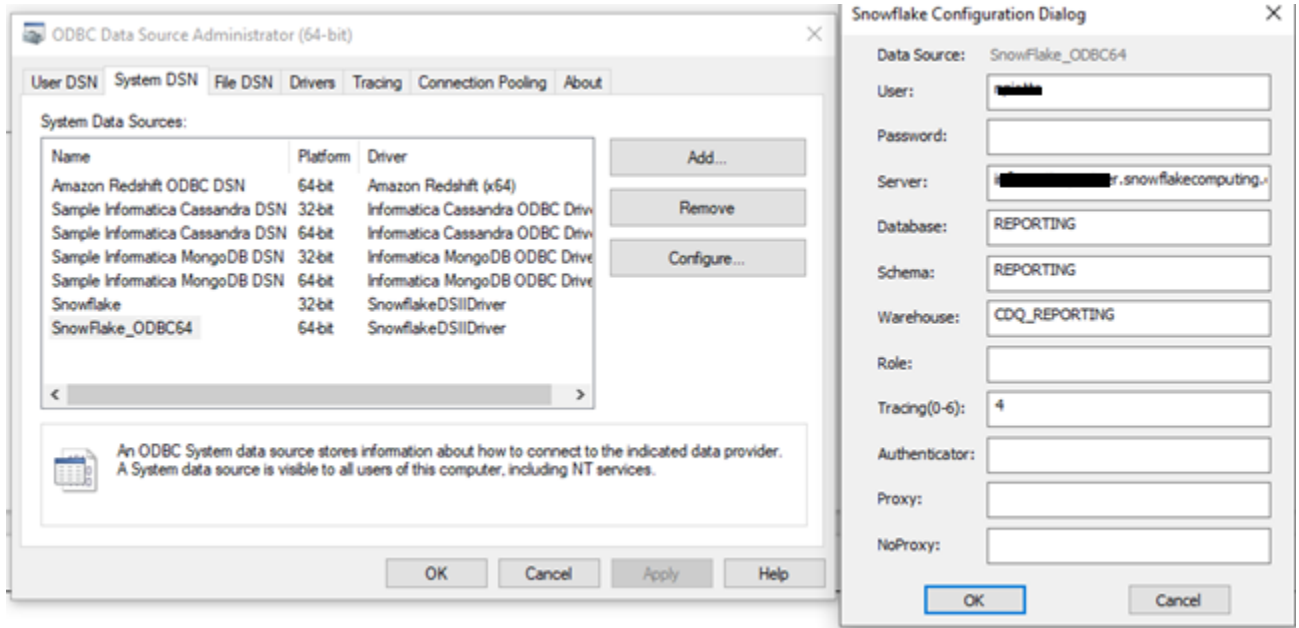 ODBC Data Source Administrator (64-bit)
User DSN System DSN File DSN Drivers Tracing Connection Pooling About
System Data Sources:
Name Platform Driver
Amazon Redshift ODBC DSN 64-bit Amazon Redshift (x64)
Sample Informatica Cassandra DSN 32-bit Informatica Cassandra ODBC Driv
Sample Informatica Cassandra DSN 64-bit Informatica Cassandra ODBC Driv
Sample Informatica MongoDB DSN 32-bit Informatica MongoDB ODBC Drive
Sample Informatica MongoDB DSN 64-bit Informatica MongoDB ODBC Drive
Snowflake 32-bit SnowflakeDSIIDriver
SnowFlake_ODBC64 64-bit SnowflakeDSIIDriver
Add...
Remove
Configure...
An ODBC System data source stores information about how to connect to the indicated data provider.
A System data source is visible to all users of this computer, including NT services.
OK Cancel Apply Help
Snowflake Configuration Dialog
Data Source: SnowFlake_ODBC64
User:
Password:
Server: r.snowflakecomputing.
Database: REPORTING
Schema: REPORTING
Warehouse: CDQ_REPORTING
Role:
Tracing(0-6): 4
Authenticator:
Proxy:
NoProxy:
OK Cancel